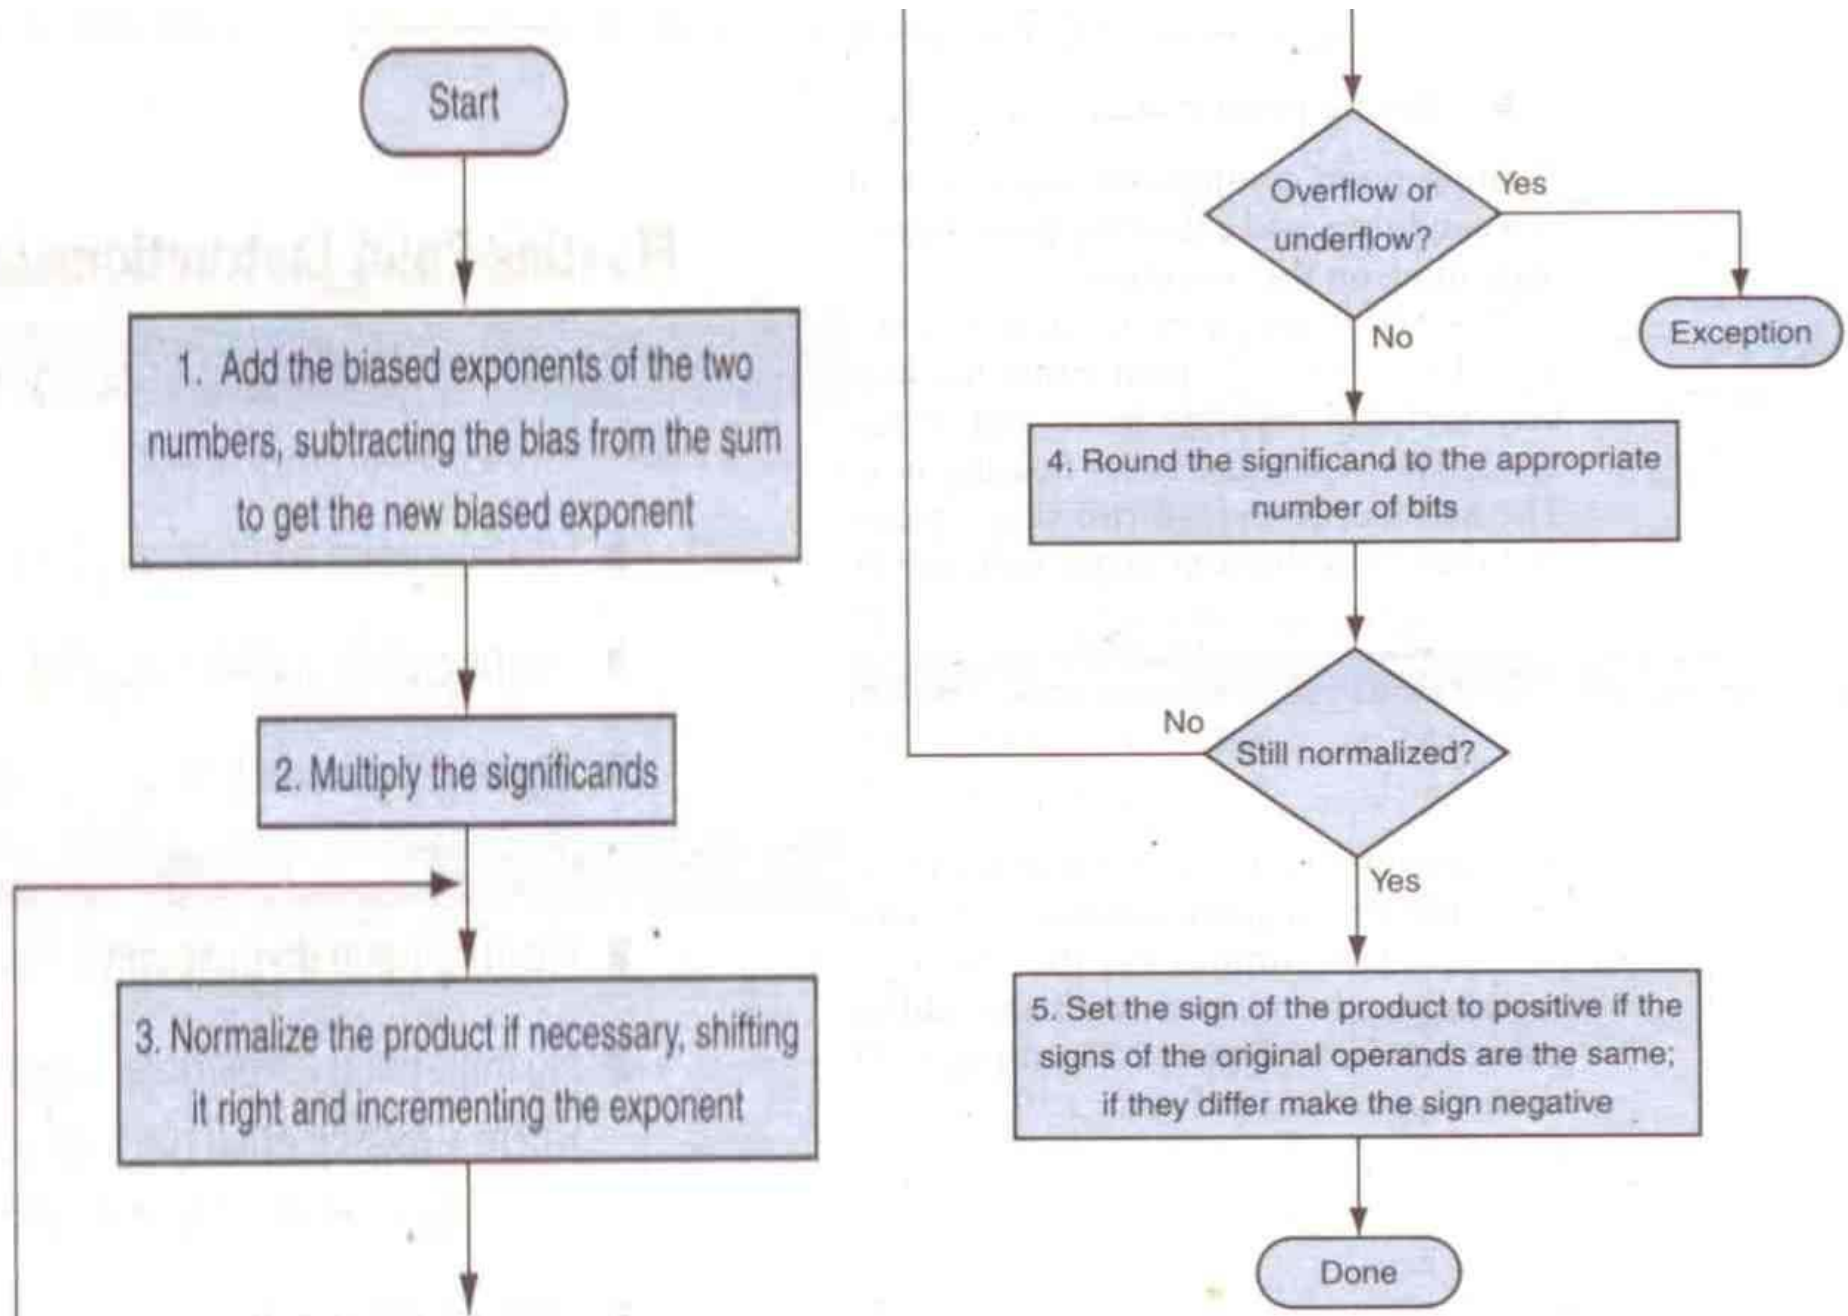 Start
1. Add the biased exponents of the two
numbers, subtracting the bias from the sum
to get the new biased exponent
2. Multiply the significands
3. Normalize the product if necessary, shifting
it right and incrementing the exponent
Overflow or
underflow?
Yes
Exception
No
4. Round the significand to the appropriate
number of bits
No
Still normalized?
Yes
5. Set the sign of the product to positive if the
signs of the original operands are the same;
if they differ make the sign negative
Done